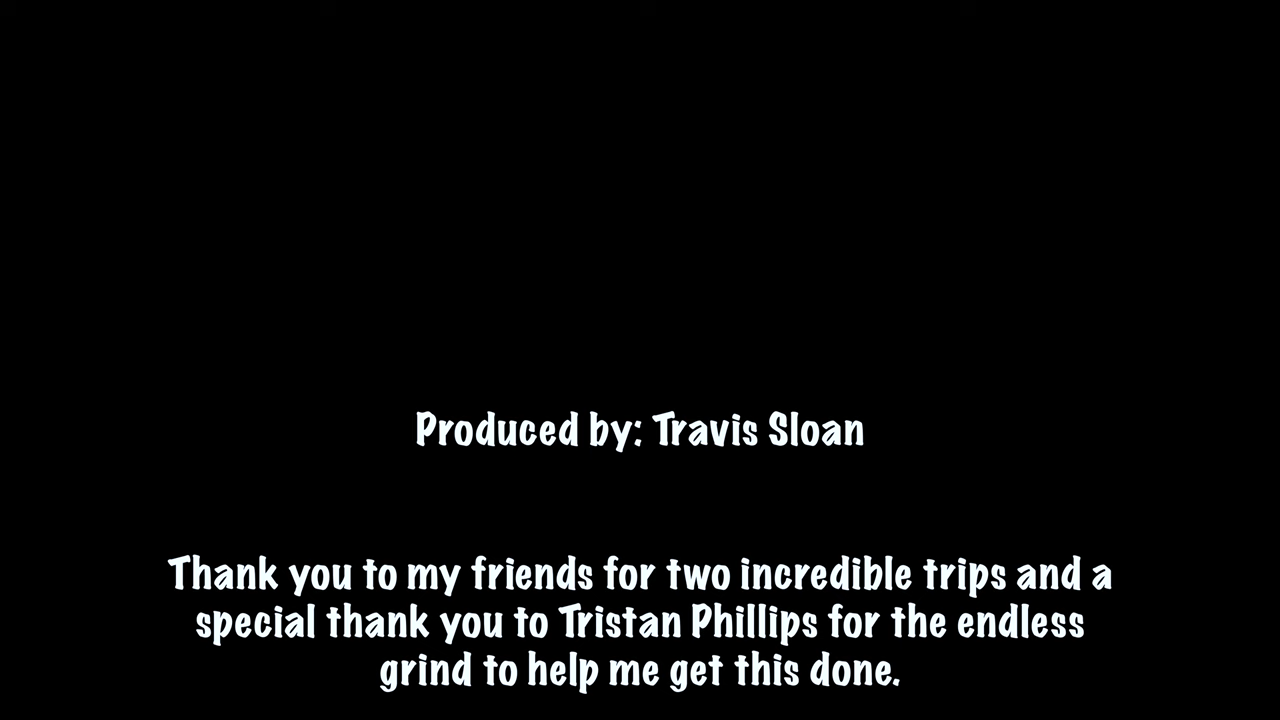 Produced by: Travis Sloan
Thank you to my friends for two incredible trips and a
special thank you to Tristan Phillips for the endless
grind to help me get this done.